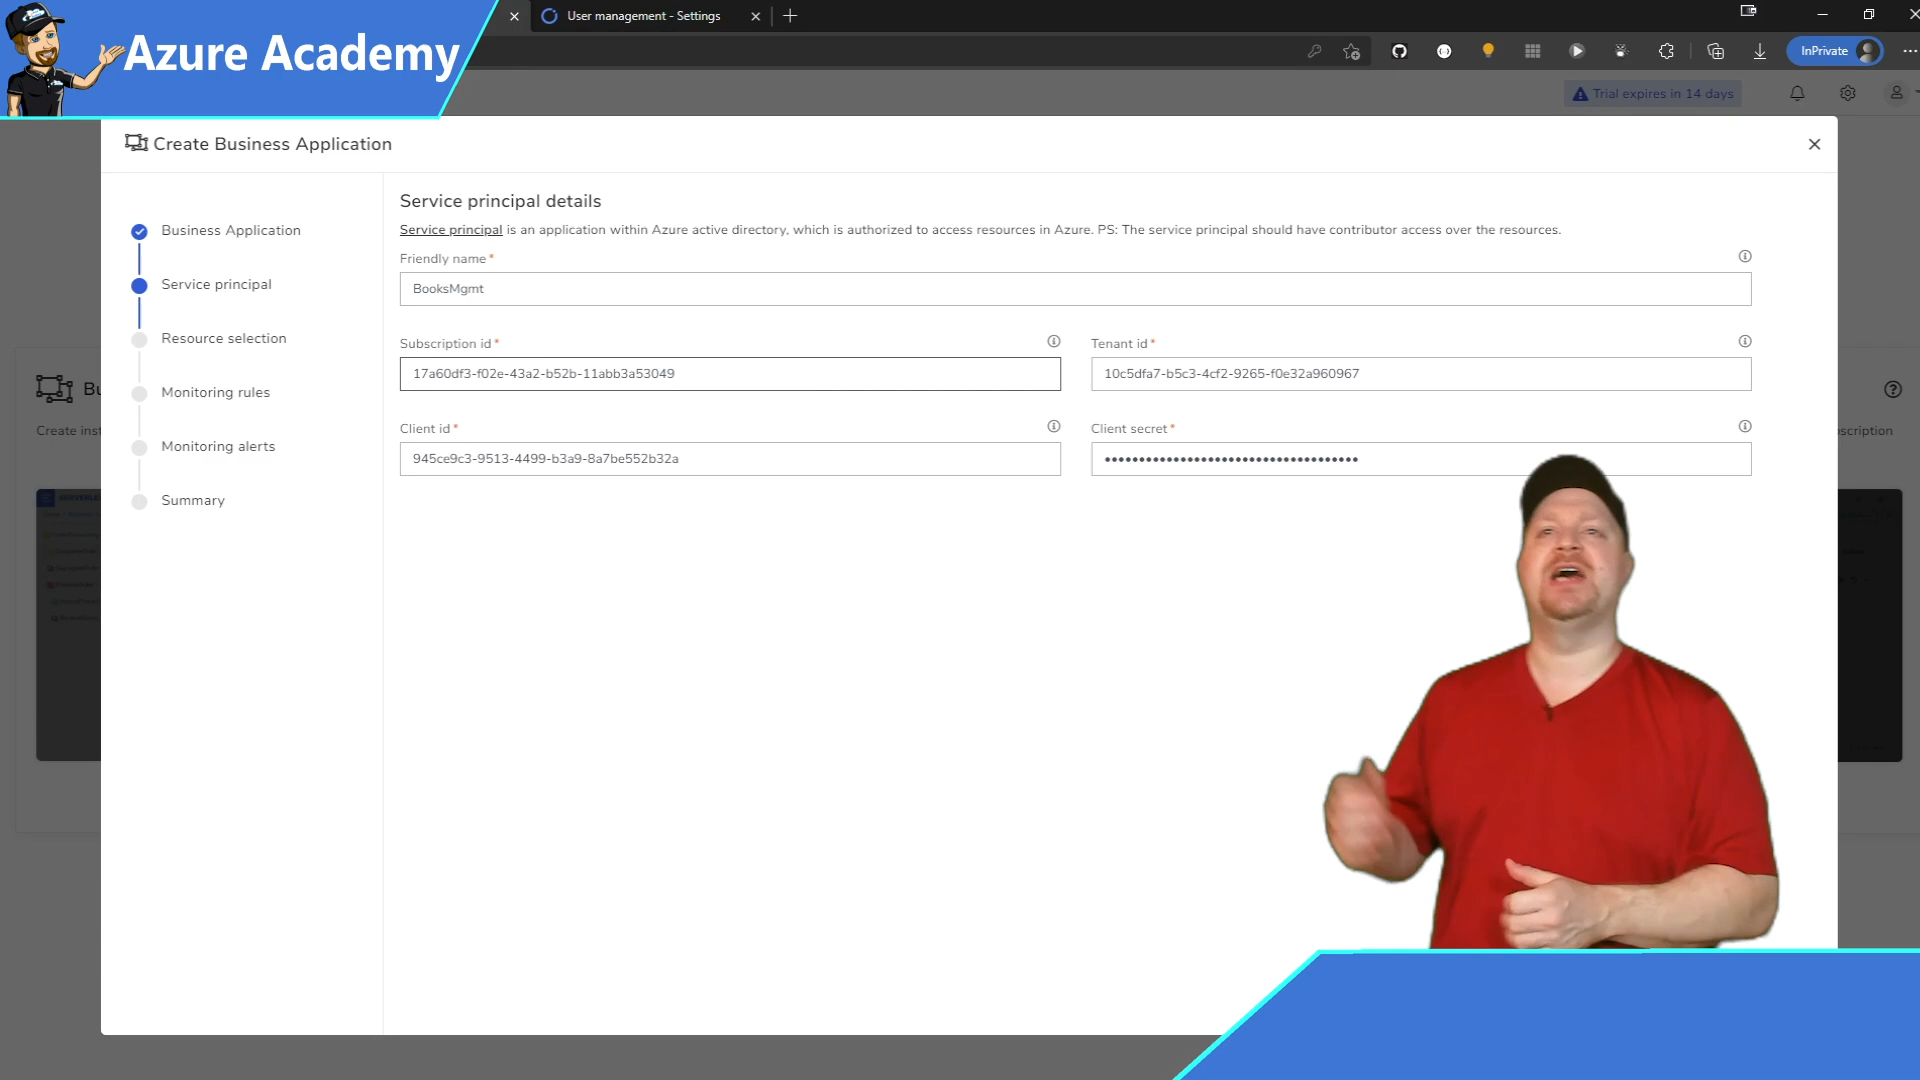 User management - Settings
InPrivate
Azure Academy
Trial expires in 14 days
Create Business Application
Service principal details
Business Application
Service principal is an application within Azure active directory, which is authorized to access resources in Azure. PS: The service principal should have contributor access over the resources.
Friendly name *
BooksMgmt
Service principal
Resource selection
Subscription id *
Tenant id *
17a60df3-f02e-43a2-b52b-11abb3a53049
10c5dfa7-b5c3-4cf2-9265-f0e32a960967
Monitoring rules
Bu
Create inst
scription
Client id *
Client secret *
Monitoring alerts
945ce9c3-9513-4499-b3a9-8a7be552b32a
••••••••••••••••••••••••••••••••••••••
Summary